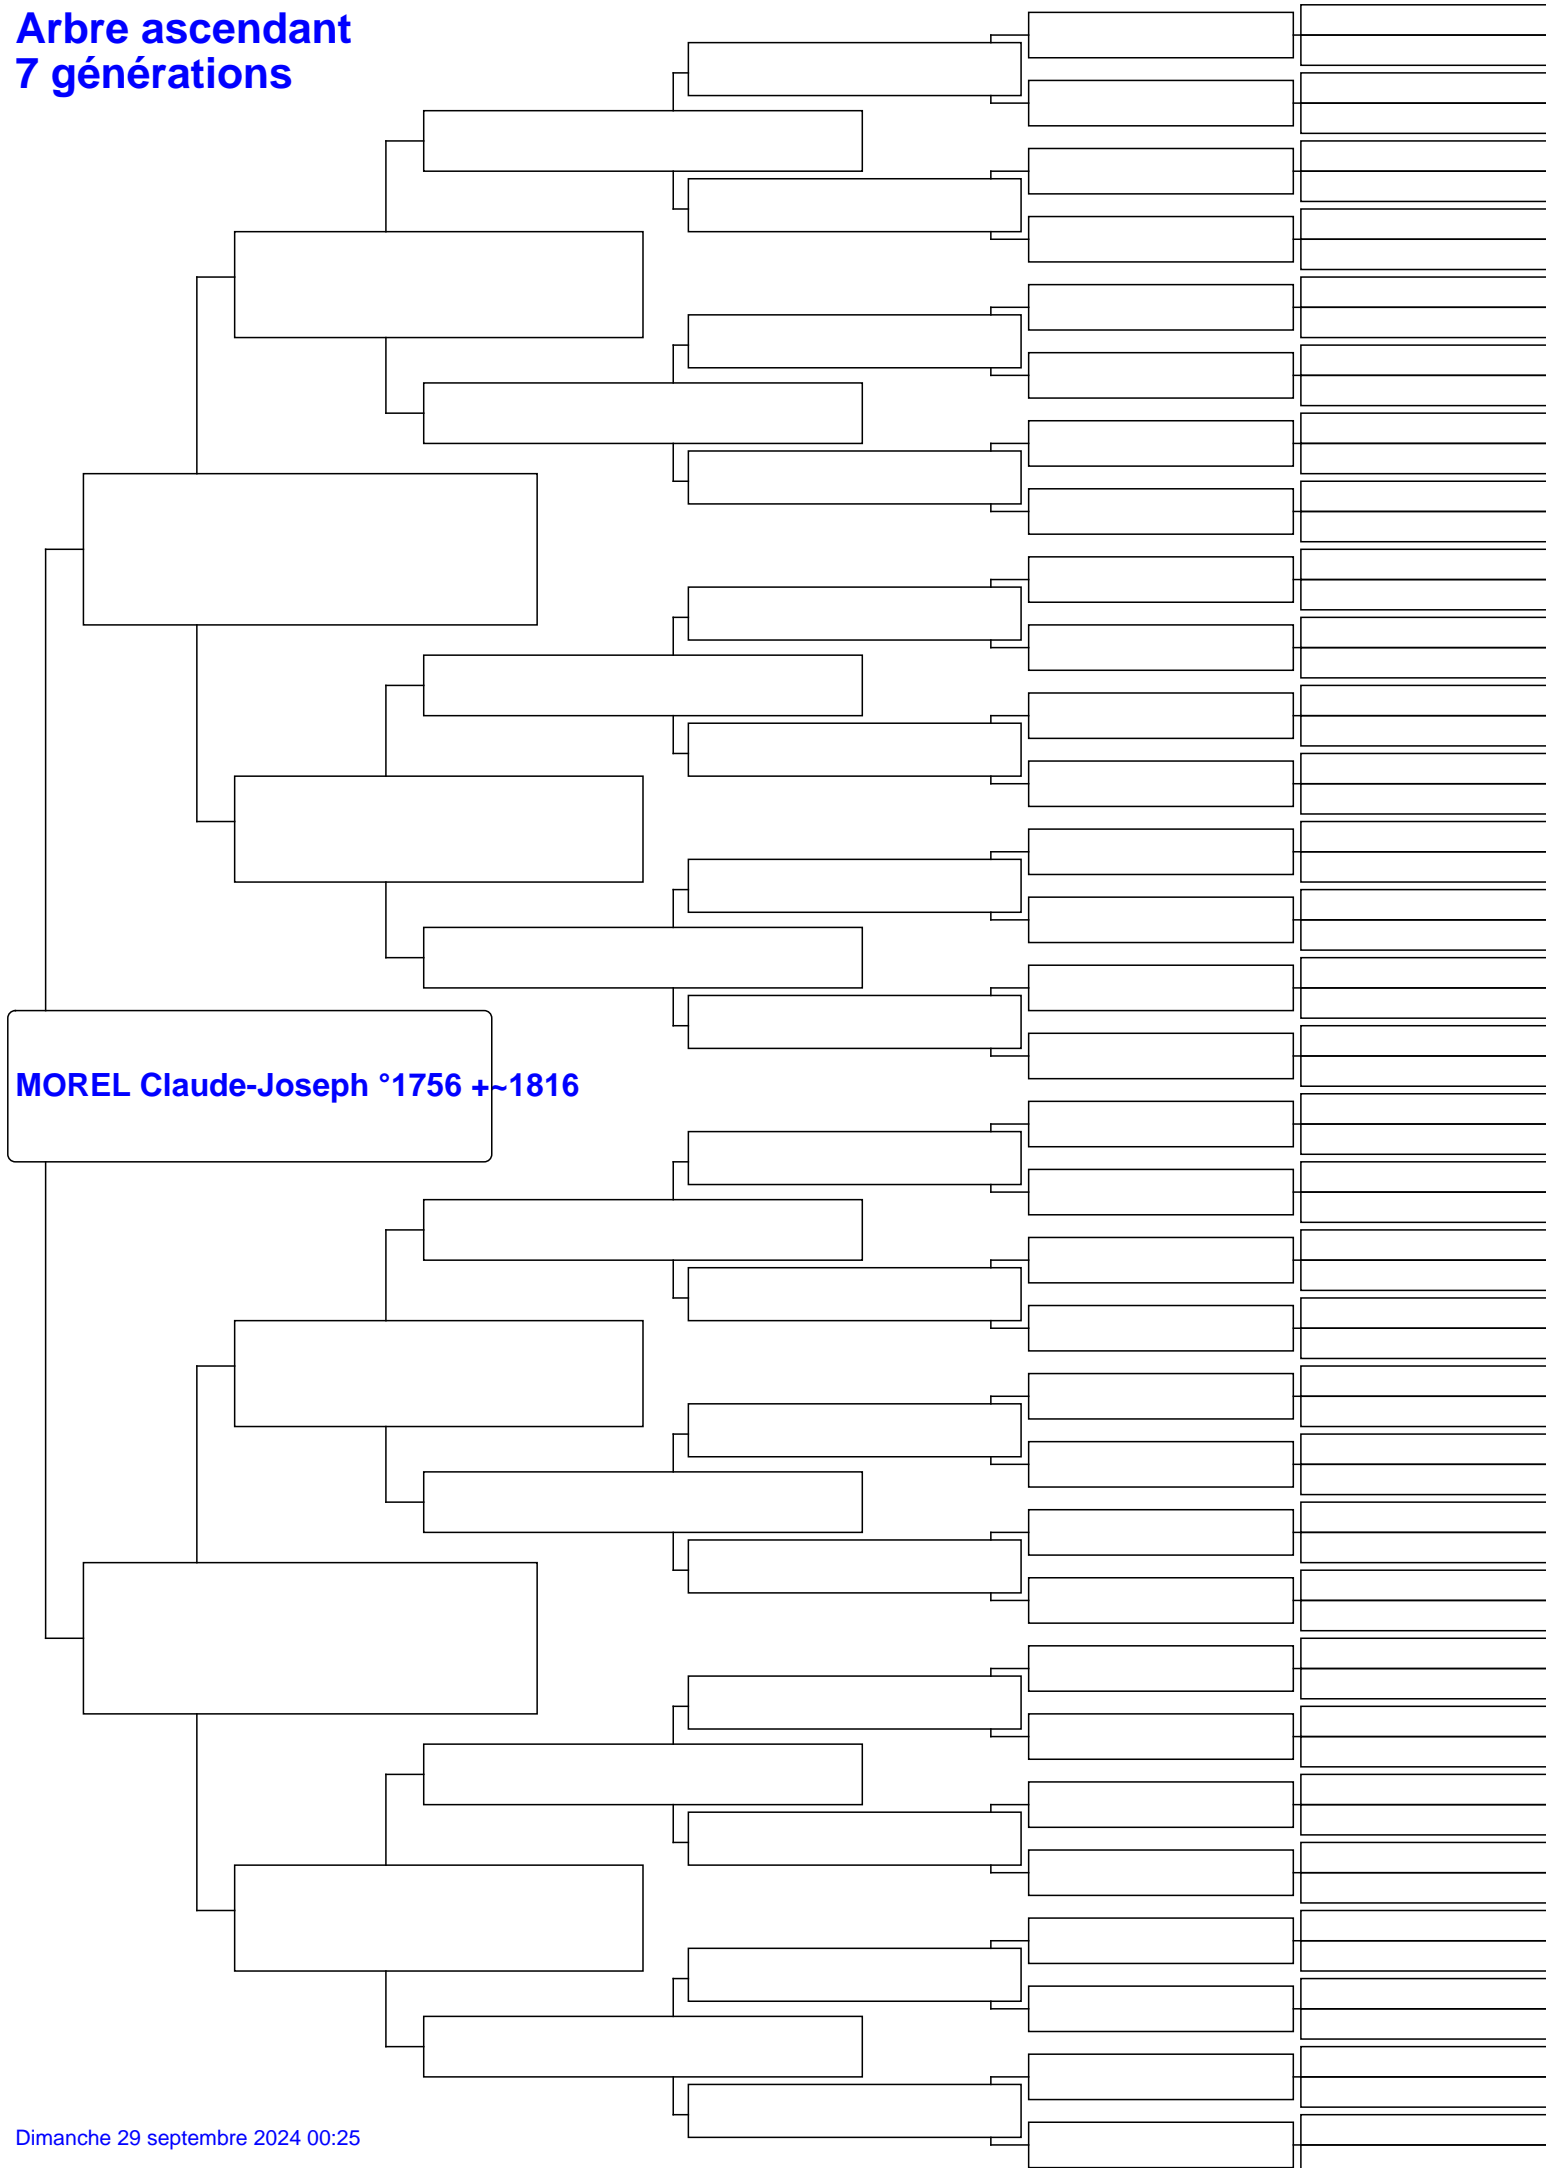 Arbre ascendant
7 générations
MOREL Claude-Joseph °1756 +~1816
Dimanche 29 septembre 2024 00:25